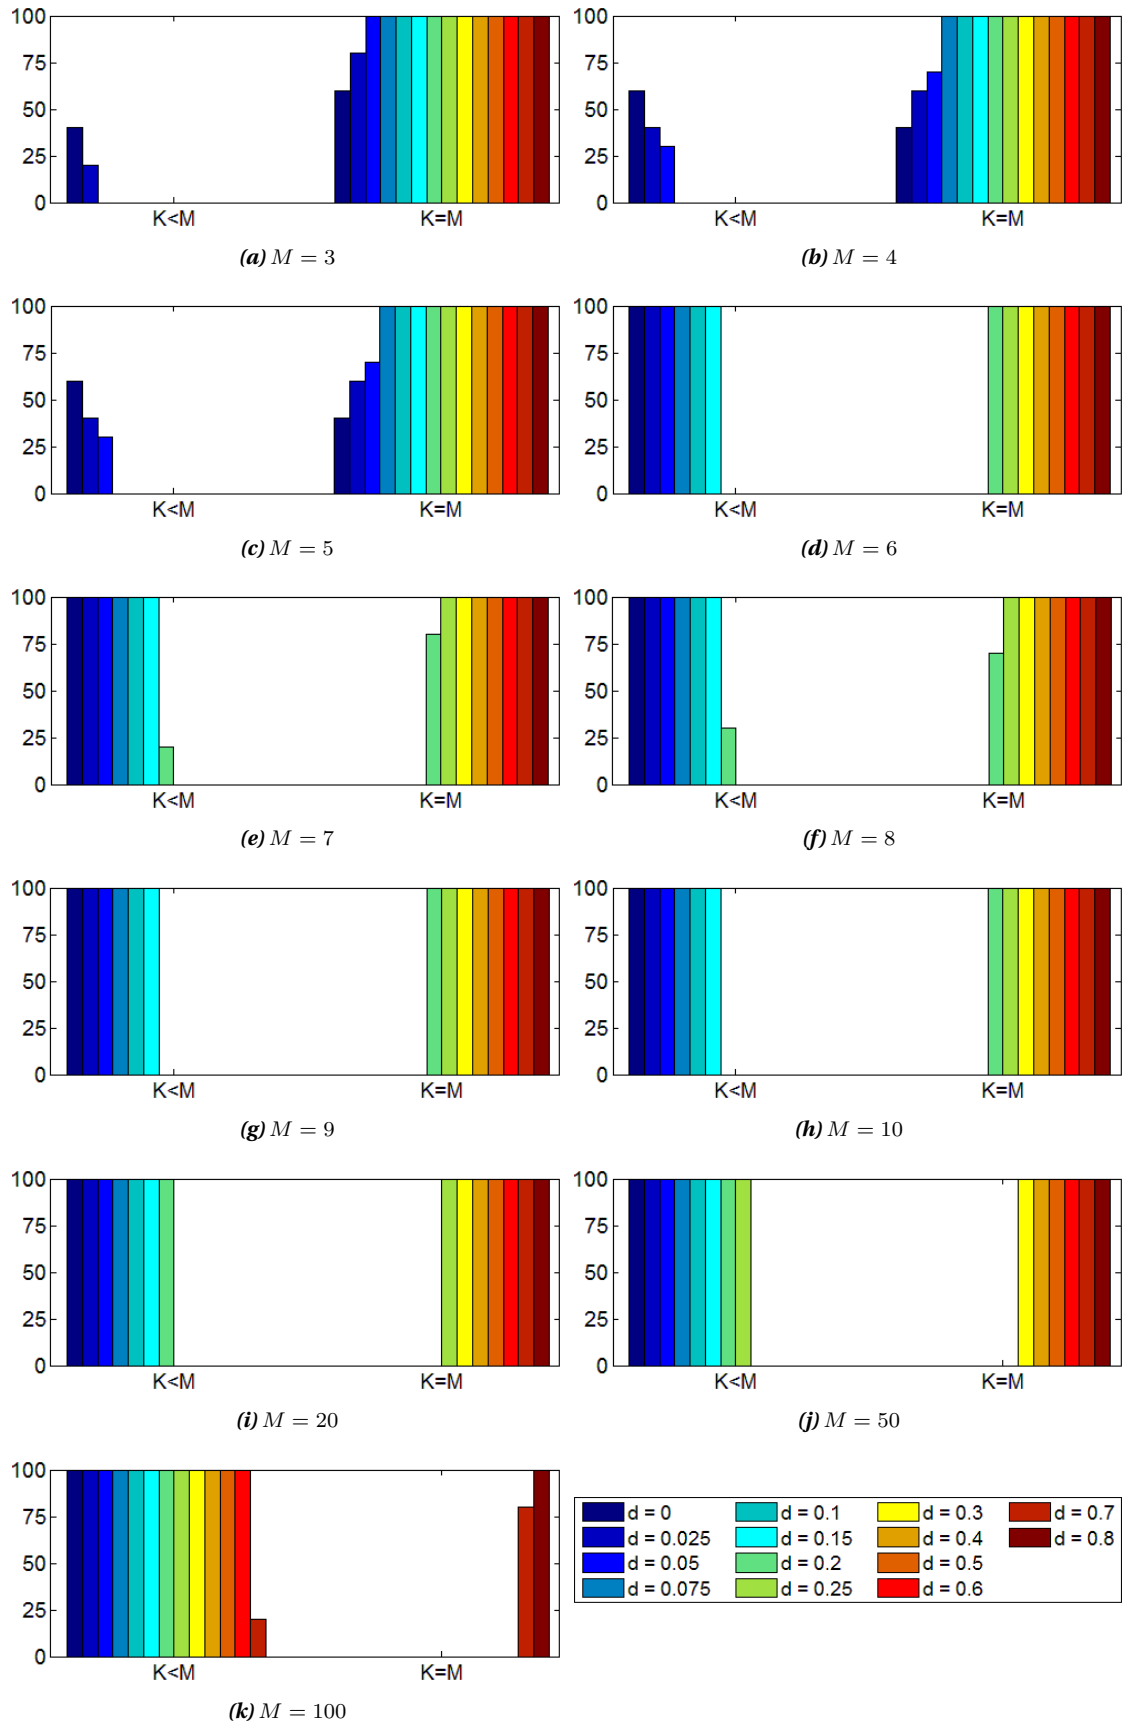 100 75 50 25 0
K<M K=M
(a) M = 3
100 75 50 25 0
K<M K=M
(b) M = 4
100 75 50 25 0
K<M K=M
(c) M = 5
100 75 50 25 0
K<M K=M
(d) M = 6
100 75 50 25 0
K<M K=M
(e) M = 7
100 75 50 25 0
K<M K=M
(f) M = 8
100 75 50 25 0
K<M K=M
(g) M = 9
100 75 50 25 0
K<M K=M
(h) M = 10
100 75 50 25 0
K<M K=M
(i) M = 20
100 75 50 25 0
K<M K=M
(j) M = 50
100 75 50 25 0
K<M K=M
(k) M = 100
d = 0 d = 0.1 d = 0.3 d = 0.7
d = 0.025 d = 0.15 d = 0.4 d = 0.8
d = 0.05 d = 0.2 d = 0.5
d = 0.075 d = 0.25 d = 0.6